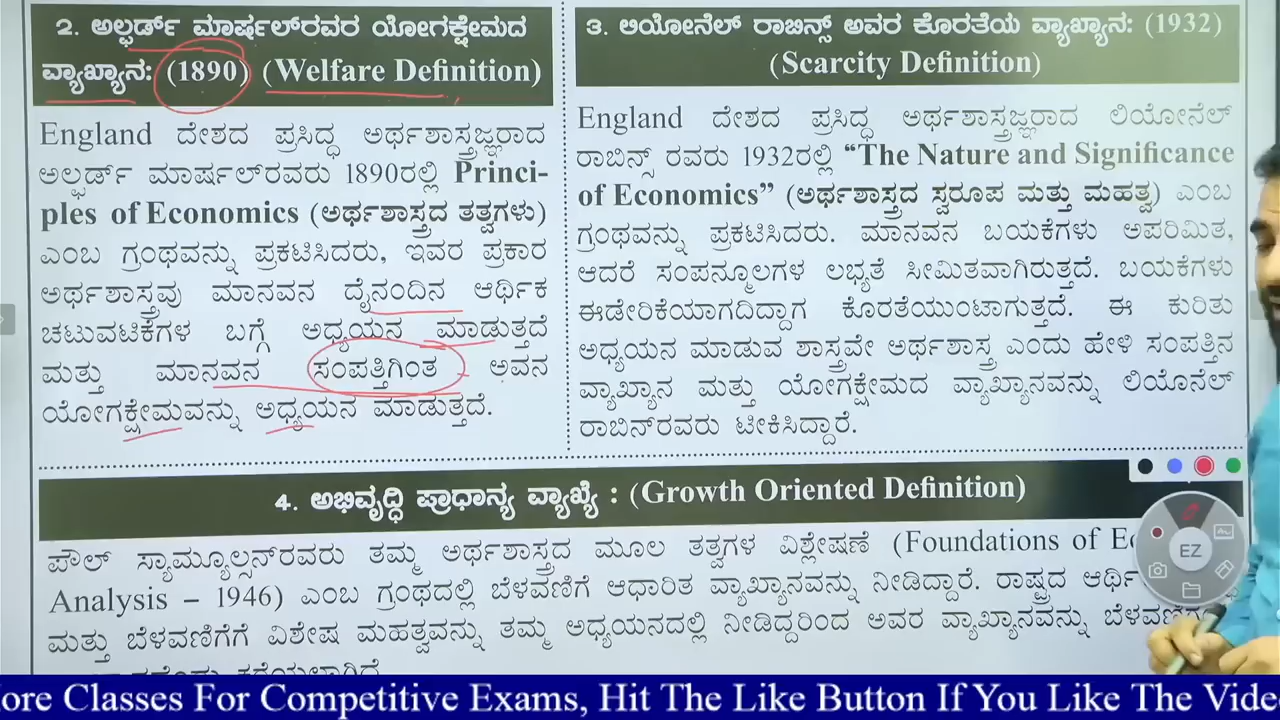 2. ಅಲ್ಫರ್ಡ್ ಮಾರ್ಷಲ್‌ರವರ ಯೋಗಕ್ಷೇಮದ
ವ್ಯಾಖ್ಯಾನ: (1890) (Welfare Definition)
England ದೇಶದ ಪ್ರಸಿದ್ಧ ಅರ್ಥಶಾಸ್ತ್ರಜ್ಞರಾದ
ಅಲ್ಫರ್ಡ್ ಮಾರ್ಷಲ್‌ರವರು 1890ರಲ್ಲಿ Princi-
ples of Economics (ಅರ್ಥಶಾಸ್ತ್ರದ ತತ್ವಗಳು)
ಎಂಬ ಗ್ರಂಥವನ್ನು ಪ್ರಕಟಿಸಿದರು, ಇವರ ಪ್ರಕಾರ
ಅರ್ಥಶಾಸ್ತ್ರವು ಮಾನವನ ದೈನಂದಿನ ಆರ್ಥಿಕ
ಚಟುವಟಿಕೆಗಳ ಬಗ್ಗೆ ಅಧ್ಯಯನ ಮಾಡುತ್ತದೆ
ಮತ್ತು ಮಾನವನ ಸಂಪತ್ತಿಗಿಂತ ಅವನ
ಯೋಗಕ್ಷೇಮವನ್ನು ಅಧ್ಯಯನ ಮಾಡುತ್ತದೆ.
3. ಲಿಯೋನೆಲ್ ರಾಬಿನ್ಸ್ ಅವರ ಕೊರತೆಯ ವ್ಯಾಖ್ಯಾನ: (1932)
(Scarcity Definition)
England ದೇಶದ ಪ್ರಸಿದ್ಧ ಅರ್ಥಶಾಸ್ತ್ರಜ್ಞರಾದ ಲಿಯೋನೆಲ್
ರಾಬಿನ್ಸ್ ರವರು 1932ರಲ್ಲಿ “The Nature and Significance
of Economics” (ಅರ್ಥಶಾಸ್ತ್ರದ ಸ್ವರೂಪ ಮತ್ತು ಮಹತ್ವ) ಎಂಬ
ಗ್ರಂಥವನ್ನು ಪ್ರಕಟಿಸಿದರು. ಮಾನವನ ಬಯಕೆಗಳು ಅಪರಿಮಿತ,
ಆದರೆ ಸಂಪನ್ಮೂಲಗಳ ಲಭ್ಯತೆ ಸೀಮಿತವಾಗಿರುತ್ತದೆ. ಬಯಕೆಗಳು
ಈಡೇರಿಕೆಯಾಗದಿದ್ದಾಗ ಕೊರತೆಯುಂಟಾಗುತ್ತದೆ. ಈ ಕುರಿತು
ಅಧ್ಯಯನ ಮಾಡುವ ಶಾಸ್ತ್ರವೇ ಅರ್ಥಶಾಸ್ತ್ರ ಎಂದು ಹೇಳಿ ಸಂಪತ್ತಿನ
ವ್ಯಾಖ್ಯಾನ ಮತ್ತು ಯೋಗಕ್ಷೇಮದ ವ್ಯಾಖ್ಯಾನವನ್ನು ಲಿಯೋನೆಲ್
ರಾಬಿನ್‌ರವರು ಟೀಕಿಸಿದ್ದಾರೆ.
4. ಅಭಿವೃದ್ಧಿ ಪ್ರಾಧಾನ್ಯ ವ್ಯಾಖ್ಯೆ : (Growth Oriented Definition)
ಪೌಲ್ ಸ್ಯಾಮ್ಯೂಲ್ಸನ್‌ರವರು ತಮ್ಮ ಅರ್ಥಶಾಸ್ತ್ರದ ಮೂಲ ತತ್ವಗಳ ವಿಶ್ಲೇಷಣೆ (Foundations of
Analysis – 1946) ಎಂಬ ಗ್ರಂಥದಲ್ಲಿ ಬೆಳವಣಿಗೆ ಆಧಾರಿತ ವ್ಯಾಖ್ಯಾನವನ್ನು ನೀಡಿದ್ದಾರೆ. ರಾಷ್ಟ್ರದ
ಮತ್ತು ಬೆಳವಣಿಗೆಗೆ ವಿಶೇಷ ಮಹತ್ವವನ್ನು ತಮ್ಮ ಅಧ್ಯಯನದಲ್ಲಿ ನೀಡಿದ್ದರಿಂದ ಅವರ ವ್ಯಾಖ್ಯಾನವನ್ನು
EZ
ore Classes For Competitive Exams, Hit The Like Button If You Like The Vide